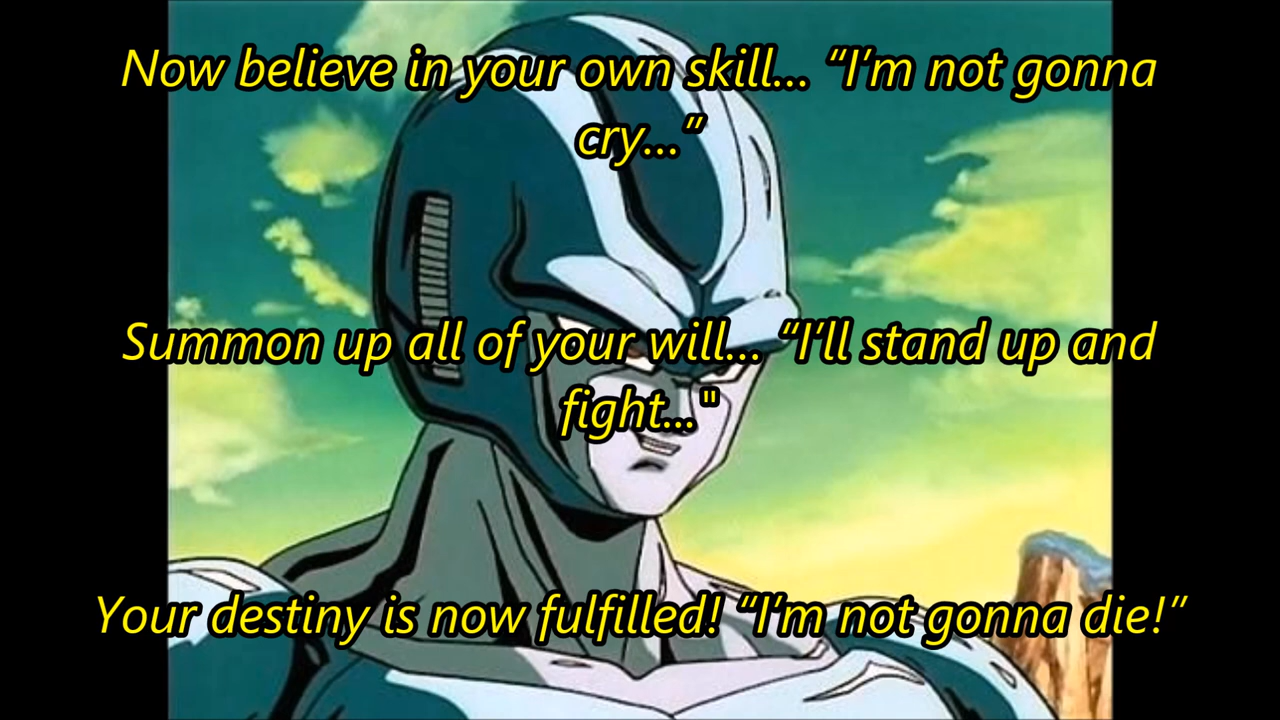 Now believe in your own skill... “I’m not gonna
cry...”
Summon up all of your will... “I’ll stand up and
fight..."
Your destiny is now fulfilled! “I’m not gonna die!”